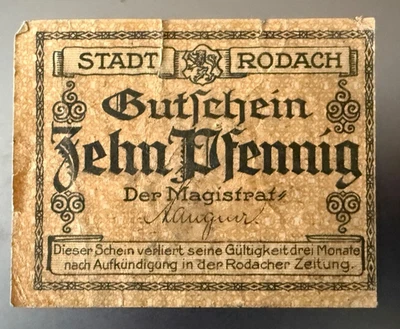 STADT RODACH
Gutschein
Zehn Pfennig
Der Magistrat
Dieser Schein verliert seine Gültigkeit drei Monate
nach Aufkündigung in der Rodacher Zeitung.